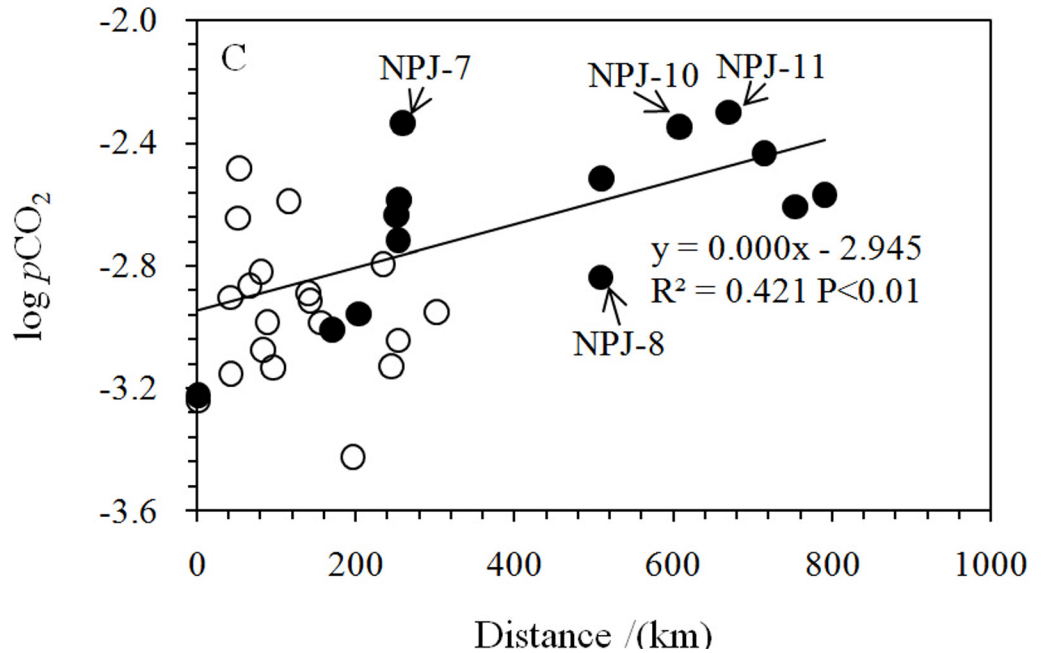 -2.0
C
NPJ-7
NPJ-10
NPJ-11
-2.4
-2.8
y = 0.000x - 2.945
R² = 0.421 P<0.01
NPJ-8
-3.2
-3.6
log pCO₂
0 200 400 600 800 1000
Distance /(km)